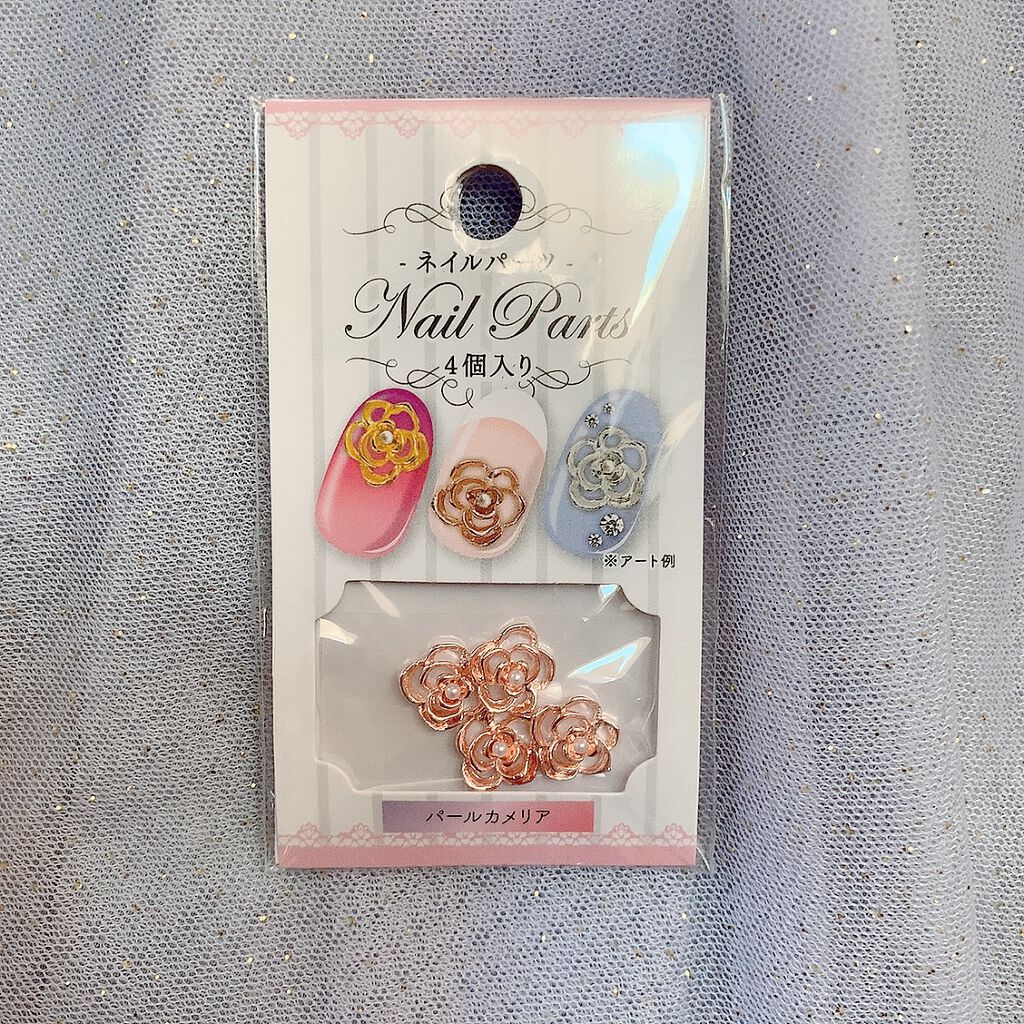 - ネイルパーツ -
Nail Parts
4個入り
※アート例
パールカメリア